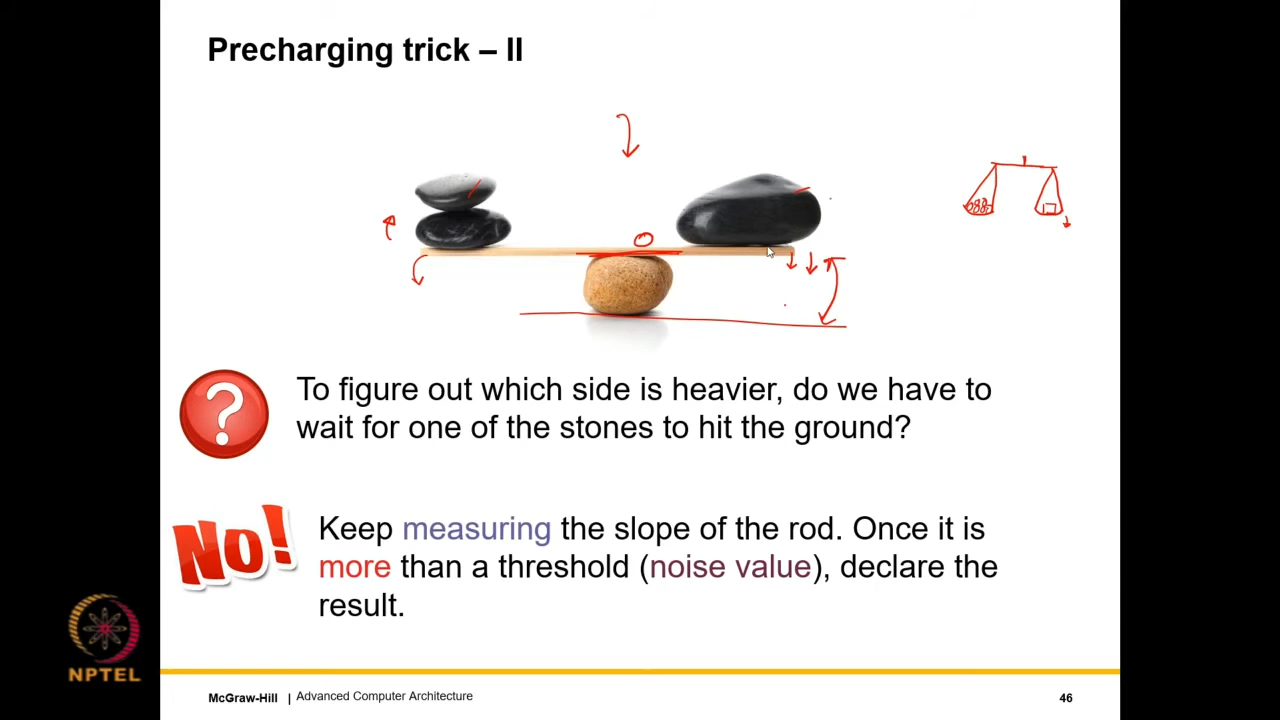 Precharging trick – II
To figure out which side is heavier, do we have to
wait for one of the stones to hit the ground?
No!
Keep measuring the slope of the rod. Once it is
more than a threshold (noise value), declare the
result.
NPTEL
McGraw-Hill | Advanced Computer Architecture
46